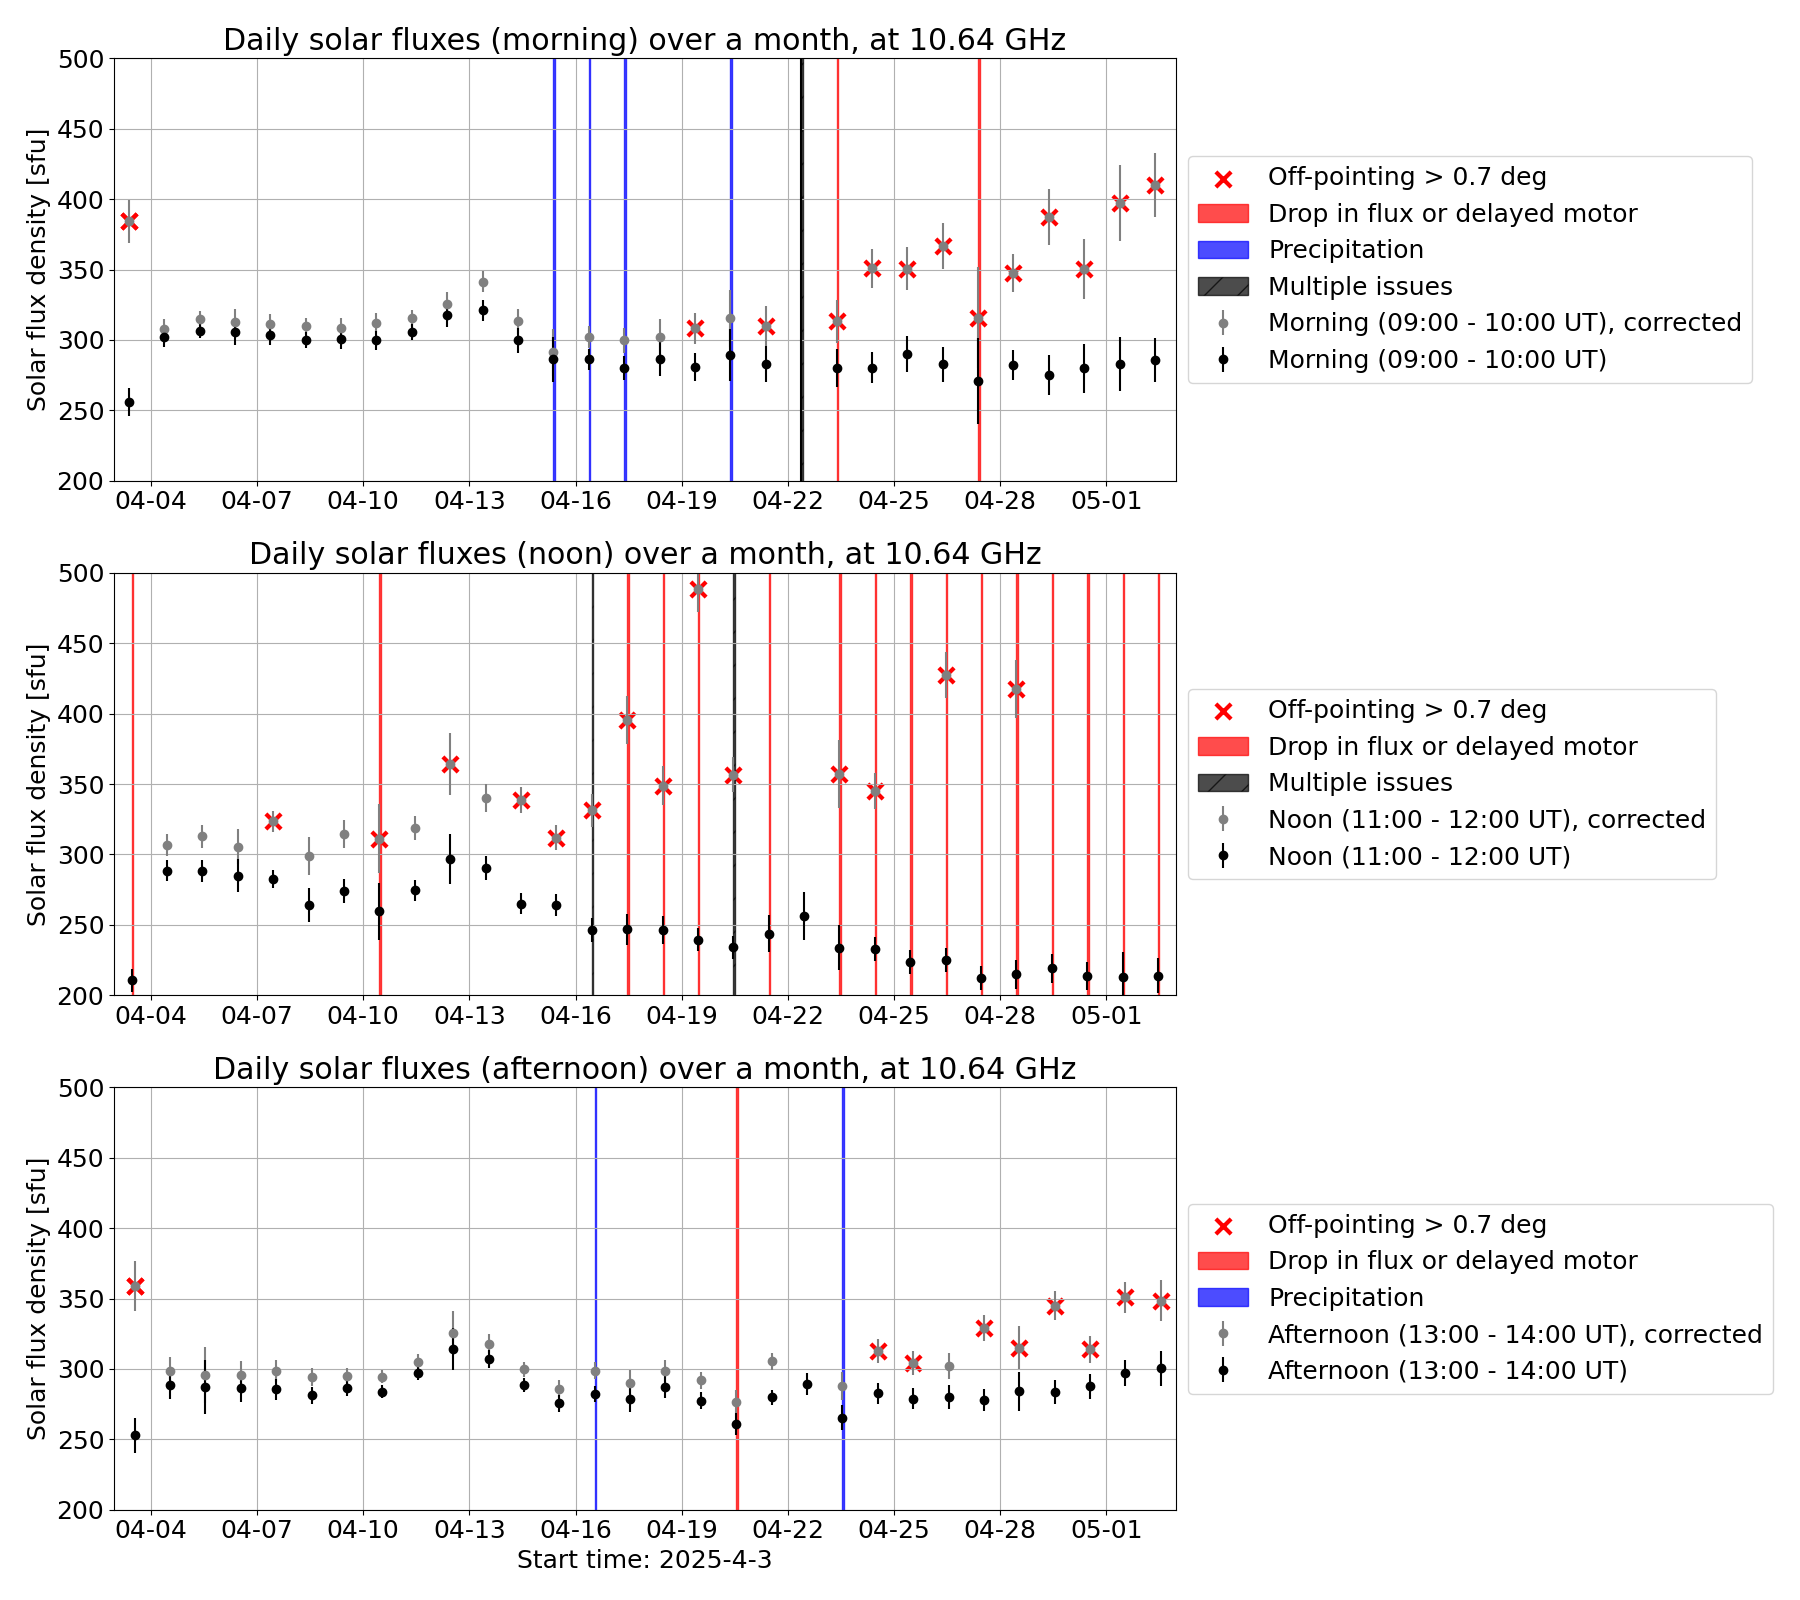 Daily solar fluxes (morning) over a month, at 10.64 GHz
Solar flux density [sfu]
500
450
400
350
300
250
200
04-04 04-07 04-10 04-13 04-16 04-19 04-22 04-25 04-28 05-01
Off-pointing > 0.7 deg
Drop in flux or delayed motor
Precipitation
Multiple issues
Morning (09:00 - 10:00 UT), corrected
Morning (09:00 - 10:00 UT)
Daily solar fluxes (noon) over a month, at 10.64 GHz
Solar flux density [sfu]
500
450
400
350
300
250
200
04-04 04-07 04-10 04-13 04-16 04-19 04-22 04-25 04-28 05-01
Off-pointing > 0.7 deg
Drop in flux or delayed motor
Multiple issues
Noon (11:00 - 12:00 UT), corrected
Noon (11:00 - 12:00 UT)
Daily solar fluxes (afternoon) over a month, at 10.64 GHz
Solar flux density [sfu]
500
450
400
350
300
250
200
04-04 04-07 04-10 04-13 04-16 04-19 04-22 04-25 04-28 05-01
Start time: 2025-4-3
Off-pointing > 0.7 deg
Drop in flux or delayed motor
Precipitation
Afternoon (13:00 - 14:00 UT), corrected
Afternoon (13:00 - 14:00 UT)